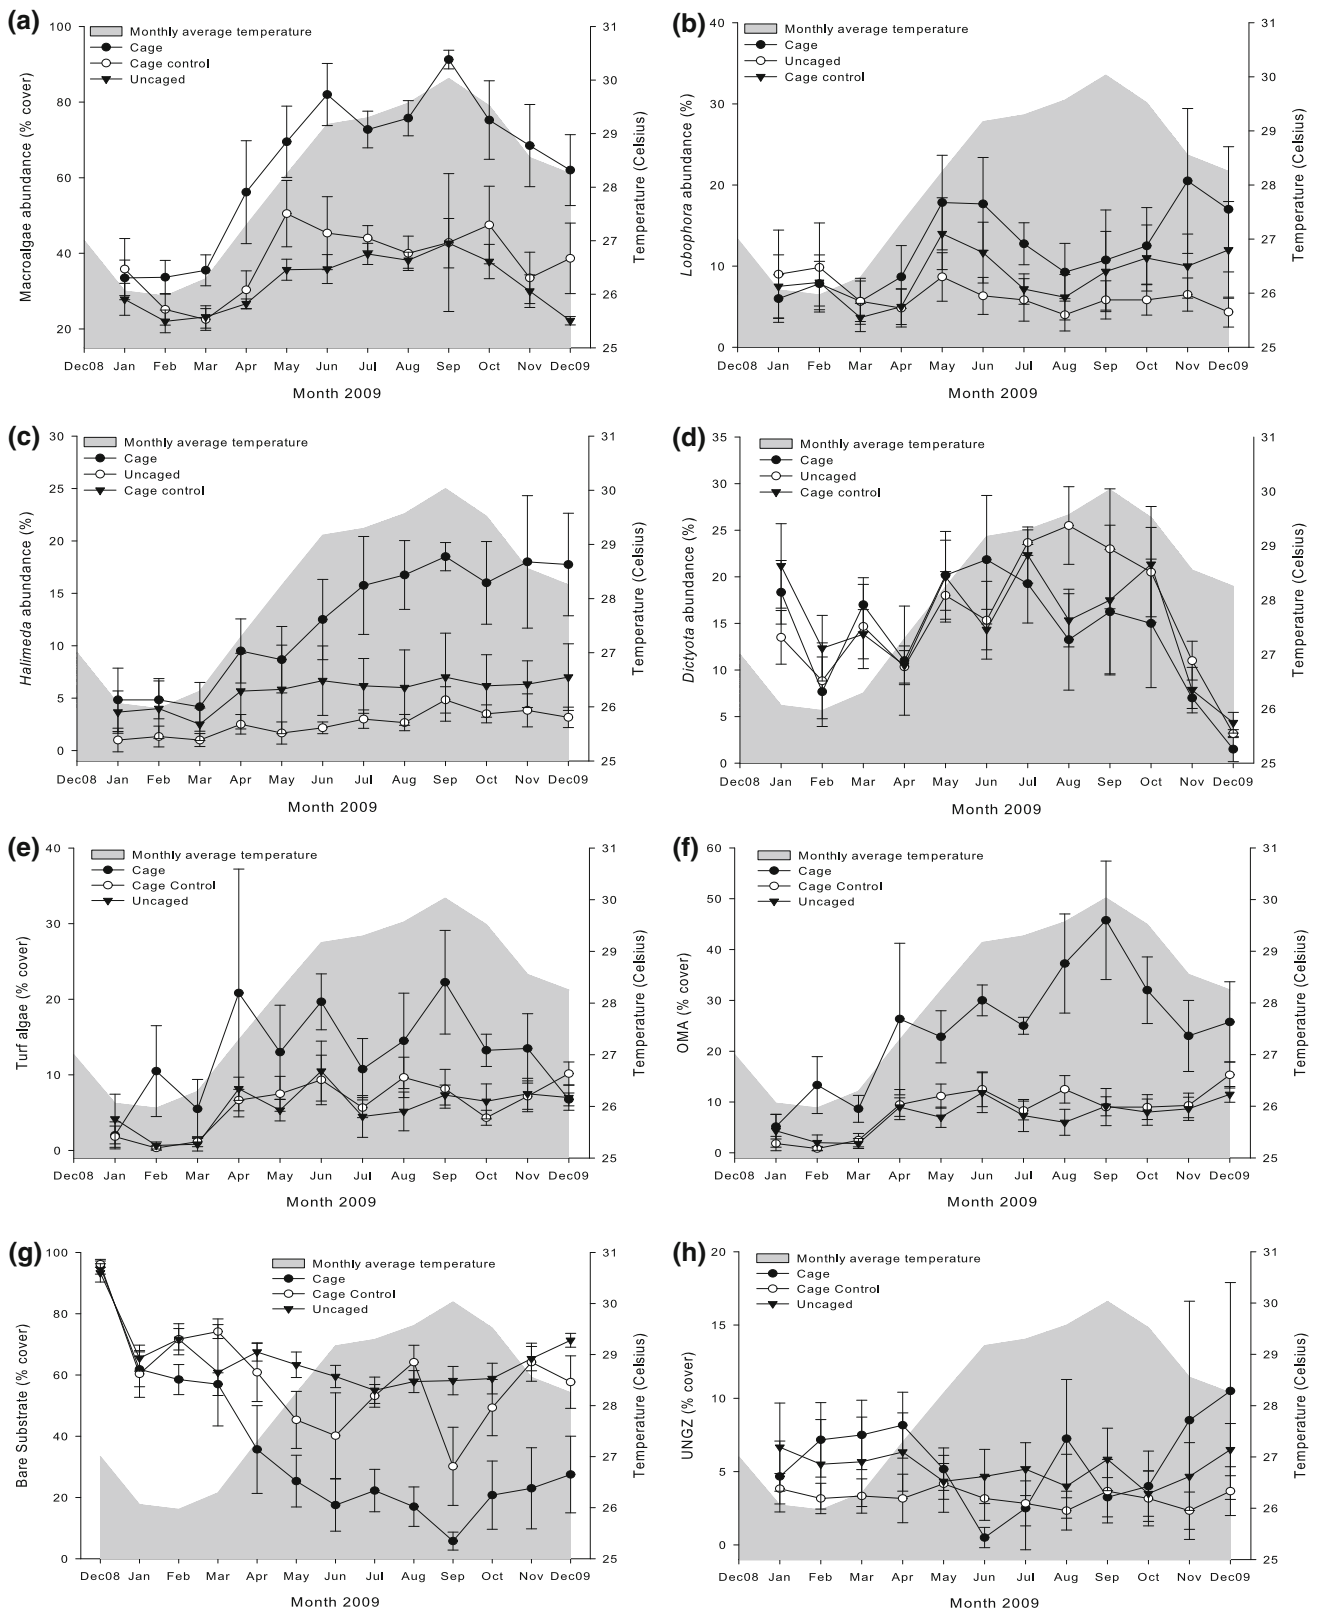 (a)
Monthly average temperature
Cage
Cage control
Uncaged
Macroalgae abundance (% cover)
100
80
60
40
20
31
30
29
28
27
26
25
Temperature (Celsius)
Dec08 Jan Feb Mar Apr May Jun Jul Aug Sep Oct Nov Dec09
Month 2009
(b)
Monthly average temperature
Cage
Uncaged
Cage control
Lobophora abundance (%)
40
30
20
10
0
31
30
29
28
27
26
25
Temperature (Celsius)
Dec08 Jan Feb Mar Apr May Jun Jul Aug Sep Oct Nov Dec09
Month 2009
(c)
Monthly average temperature
Cage
Uncaged
Cage control
Halimeda abundance (%)
30
25
20
15
10
5
0
31
30
29
28
27
26
25
Temperature (Celsius)
Dec08 Jan Feb Mar Apr May Jun Jul Aug Sep Oct Nov Dec09
Month 2009
(d)
Monthly average temperature
Cage
Uncaged
Cage control
Dictyota abundance (%)
35
30
25
20
15
10
5
0
31
30
29
28
27
26
25
Temperature (Celsius)
Dec08 Jan Feb Mar Apr May Jun Jul Aug Sep Oct Nov Dec09
Month 2009
(e)
Monthly average temperature
Cage
Cage Control
Uncaged
Turf algae (% cover)
40
30
20
10
0
31
30
29
28
27
26
25
Temperature (Celsius)
Dec08 Jan Feb Mar Apr May Jun Jul Aug Sep Oct Nov Dec09
Month 2009
(f)
Monthly average temperature
Cage
Cage Control
Uncaged
OMA (% cover)
60
50
40
30
20
10
0
31
30
29
28
27
26
25
Temperature (Celsius)
Dec08 Jan Feb Mar Apr May Jun Jul Aug Sep Oct Nov Dec09
Month 2009
(g)
Monthly average temperature
Cage
Cage Control
Uncaged
Bare Substrate (% cover)
100
80
60
40
20
0
31
30
29
28
27
26
25
Temperature (Celsius)
Dec08 Jan Feb Mar Apr May Jun Jul Aug Sep Oct Nov Dec09
Month 2009
(h)
Monthly average temperature
Cage
Cage Control
Uncaged
UNGZ (% cover)
20
15
10
5
0
31
30
29
28
27
26
25
Temperature (Celsius)
Dec08 Jan Feb Mar Apr May Jun Jul Aug Sep Oct Nov Dec09
Month 2009